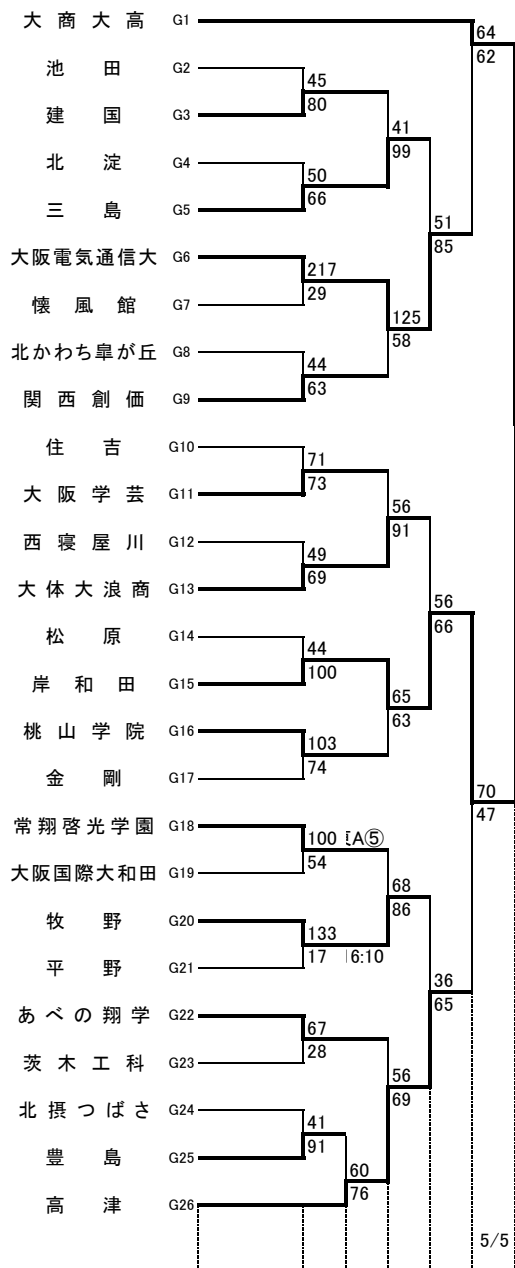 大商大高 G1
64
62
池田 G2
45
80
建国 G3
41
99
北淀 G4
50
66
三島 G5
51
85
大阪電気通信大 G6
217
29
懐風館 G7
125
58
北かわち皐が丘 G8
44
63
関西創価 G9
住吉 G10
71
73
大阪学芸 G11
56
91
西寝屋川 G12
49
69
大体大浪商 G13
56
66
松原 G14
44
100
岸和田 G15
65
63
桃山学院 G16
103
74
金剛 G17
70
47
常翔啓光学園 G18
100 A⑤
54
大阪国際大和田 G19
68
86
牧野 G20
133
17 6:10
平野 G21
36
65
あべの翔学 G22
67
28
茨木工科 G23
56
69
北摂つばさ G24
41
91
豊島 G25
60
76
高津 G26
5/5